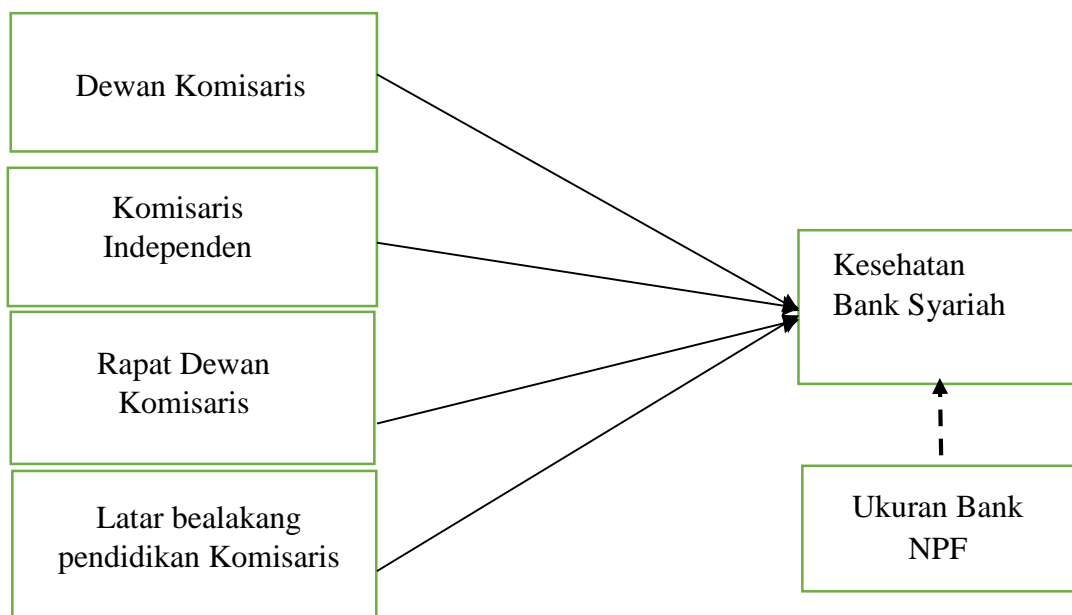 Dewan Komisaris
Komisaris
Independen
Rapat Dewan
Komisaris
Latar bealakang
pendidikan Komisaris
Kesehatan
Bank Syariah
Ukuran Bank
NPF